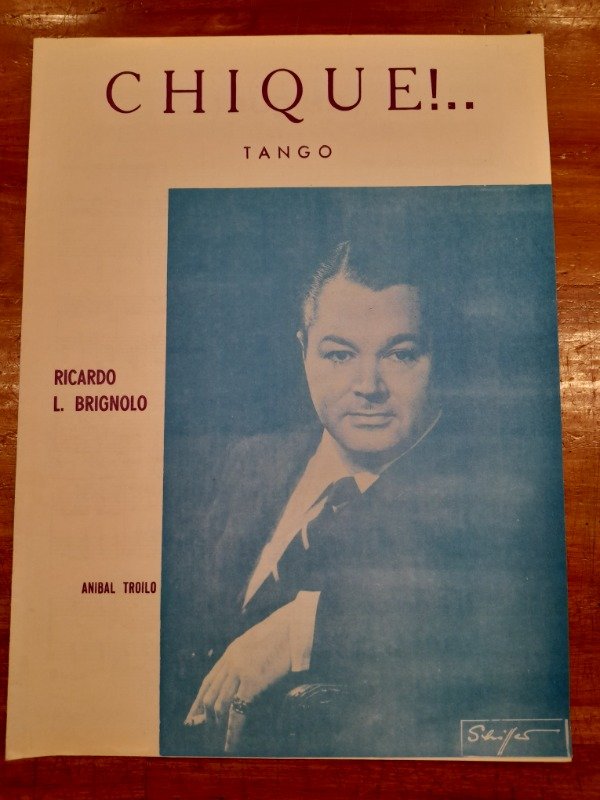 CHIQUE!..
TANGO
RICARDO
L. BRIGNOLO
ANIBAL TROILO